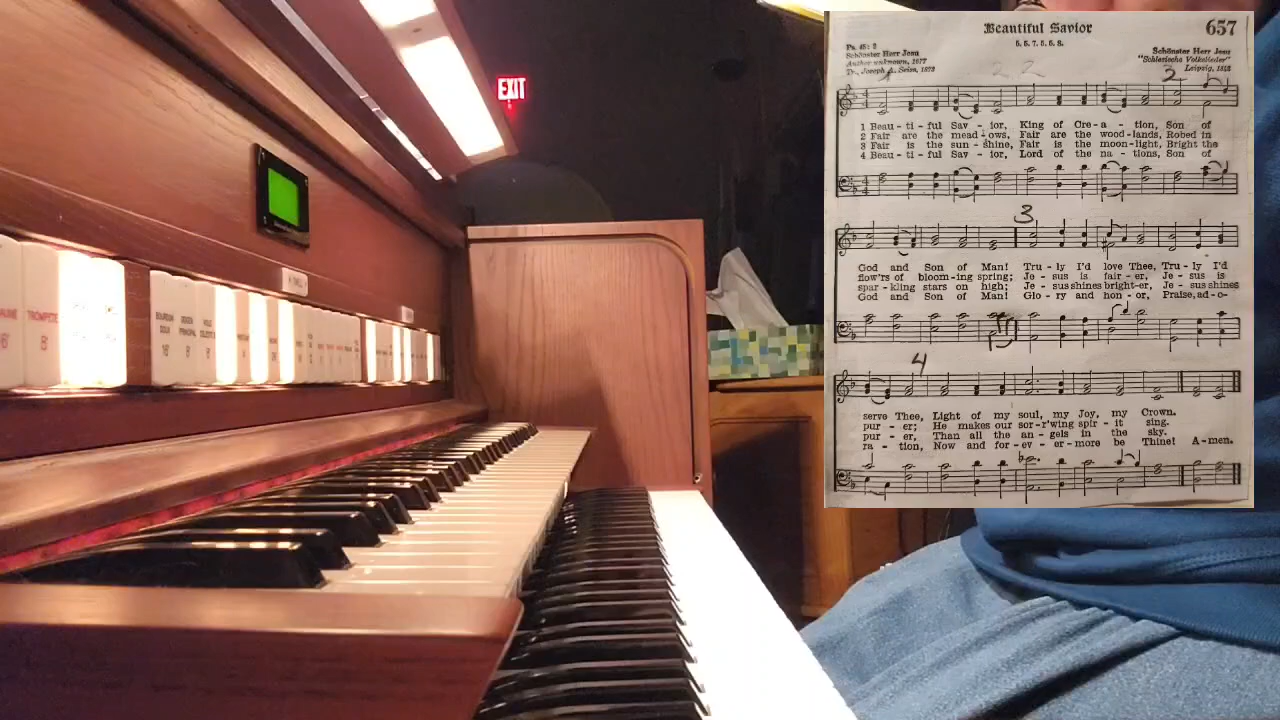 EXIT
TROMPETE
8'
16'
8'
Beautiful Savior
657
5. 5. 7. 5. 5. 8.
Ps. 45: 2
Schönster Herr Jesu
Author unknown, 1677
Tr., Joseph A. Seiss, 1873
Schönster Herr Jesu
"Schlesische Volkslieder"
Leipzig, 1842
2 2
2
1 Beau - ti - ful Sav - ior, King of Cre - a - tion, Son of
2 Fair are the mead - ows, Fair are the wood - lands, Robed in
3 Fair is the sun - shine, Fair is the moon - light, Bright the
4 Beau - ti - ful Sav - ior, Lord of the na - tions, Son of
3
God and Son of Man! Tru - ly I'd love Thee, Tru - ly I'd
flow'rs of bloom - ing spring; Je - sus is fair - er, Je - sus is
spar - kling stars on high; Je - sus shines bright - er, Je - sus shines
God and Son of Man! Glo - ry and hon - or, Praise, ad - o -
4
serve Thee, Light of my soul, my Joy, my Crown.
pur - er; He makes our sor - r'wing spir - it sing.
pur - er, Than all the an - gels in the sky.
ra - tion, Now and for - ev - er - more be Thine! A - men.